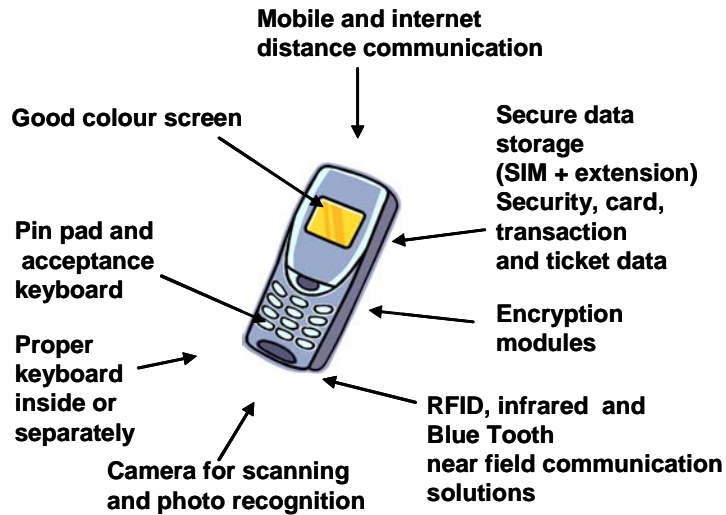 Mobile and internet
distance communication
Good colour screen
Secure data
storage
(SIM + extension)
Security, card,
transaction
and ticket data
Pin pad and
acceptance
keyboard
Encryption
modules
Proper
keyboard
inside or
separately
RFID, infrared and
Blue Tooth
near field communication
solutions
Camera for scanning
and photo recognition